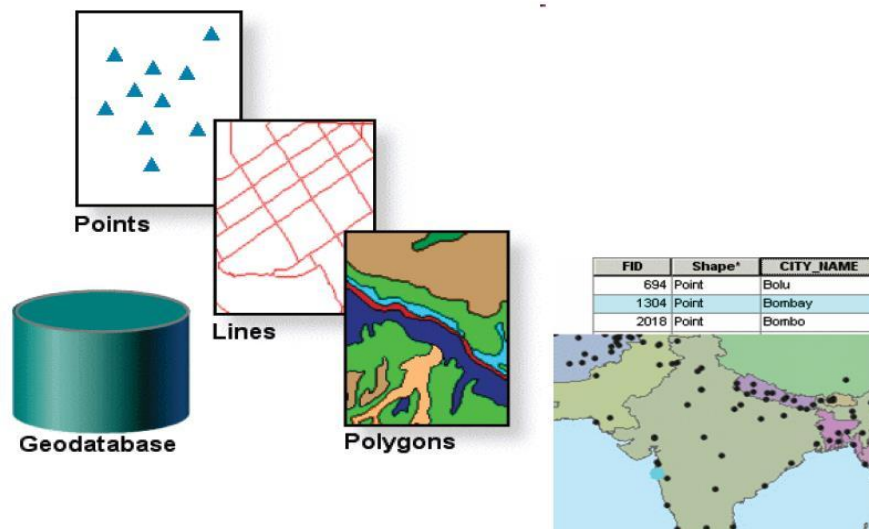 Points
Lines
Geodatabase
Polygons
FID Shape* CITY_NAME
694 Point Bolu
1304 Point Bombay
2018 Point Bombo